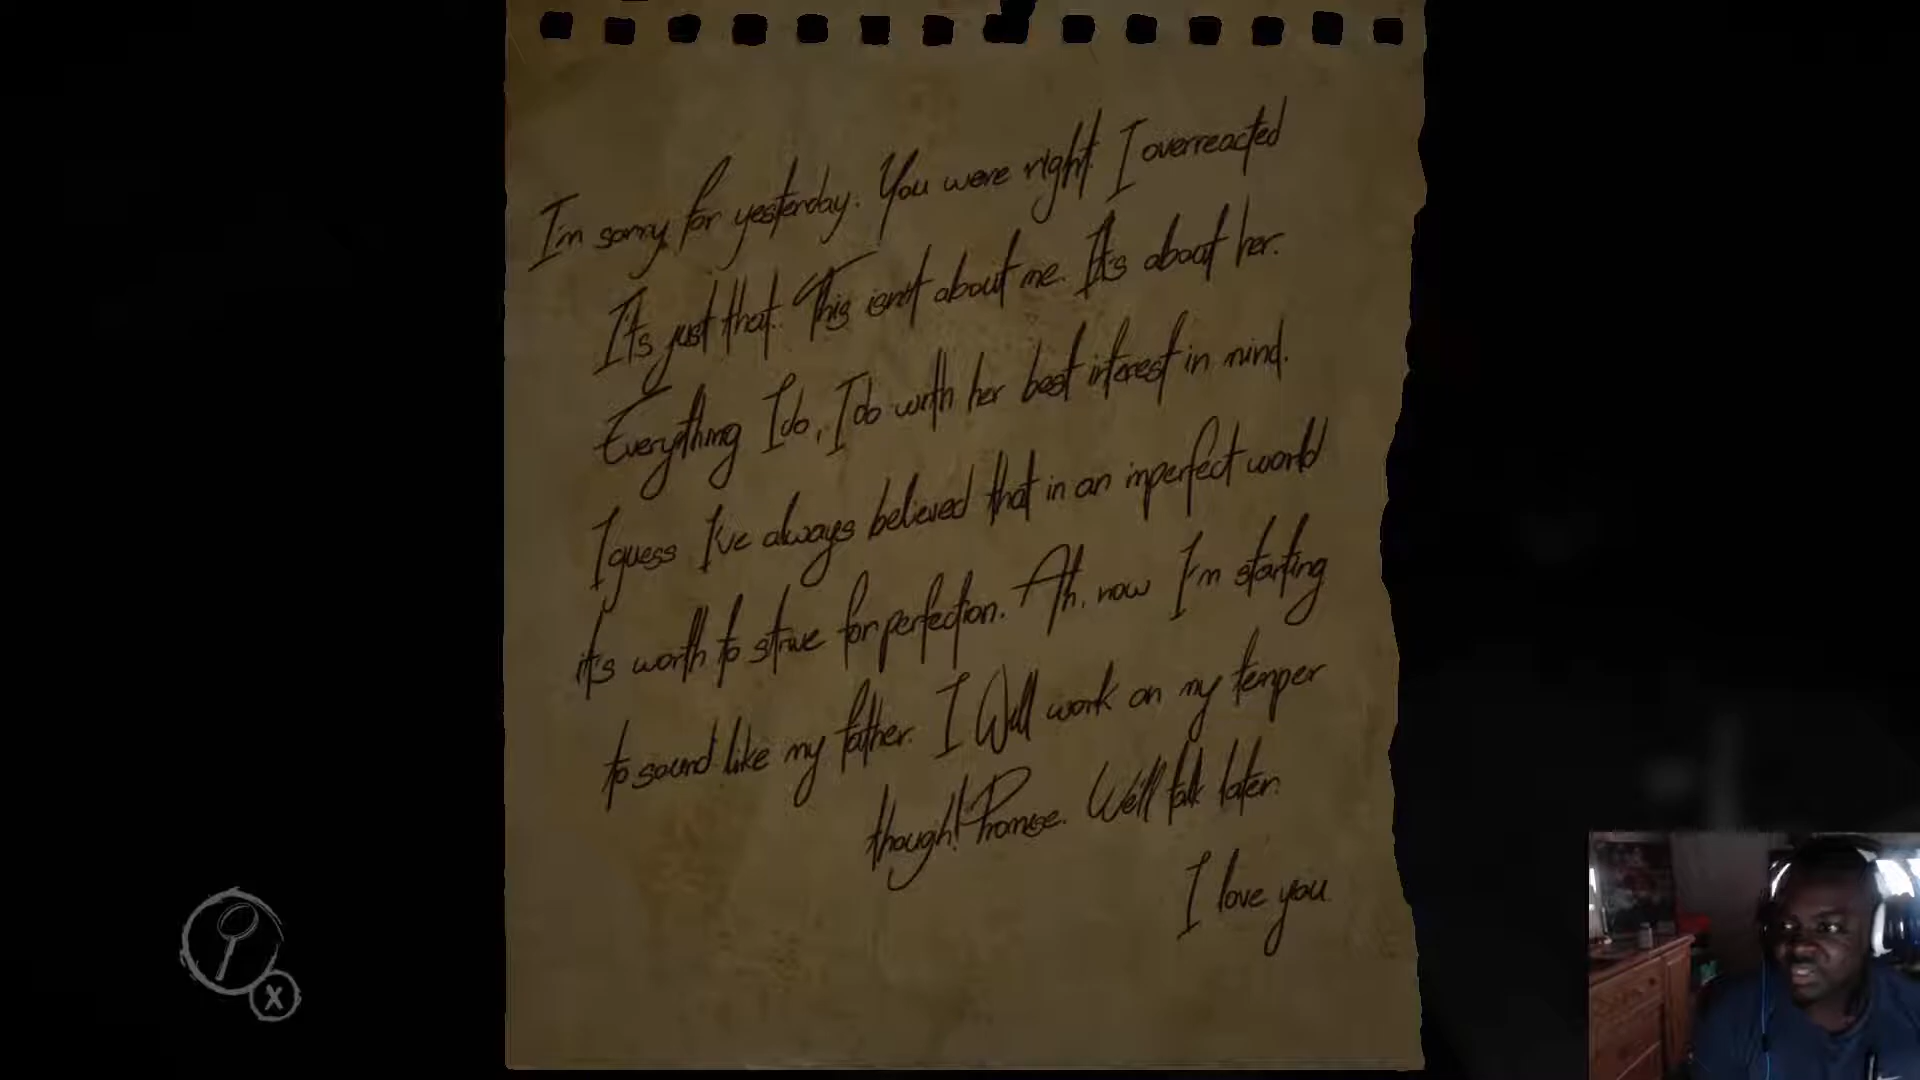 I'm sorry for yesterday. You were right. I overreacted
It's just that.. This isn't about me. It's about her.
Everything I do, I do with her best interest in mind.
I guess I've always believed that in an imperfect world
it's worth to strive for perfection. Ah, now I'm starting
to sound like my father. I Will work on my temper
though! Promise. We'll talk later.
I love you
X